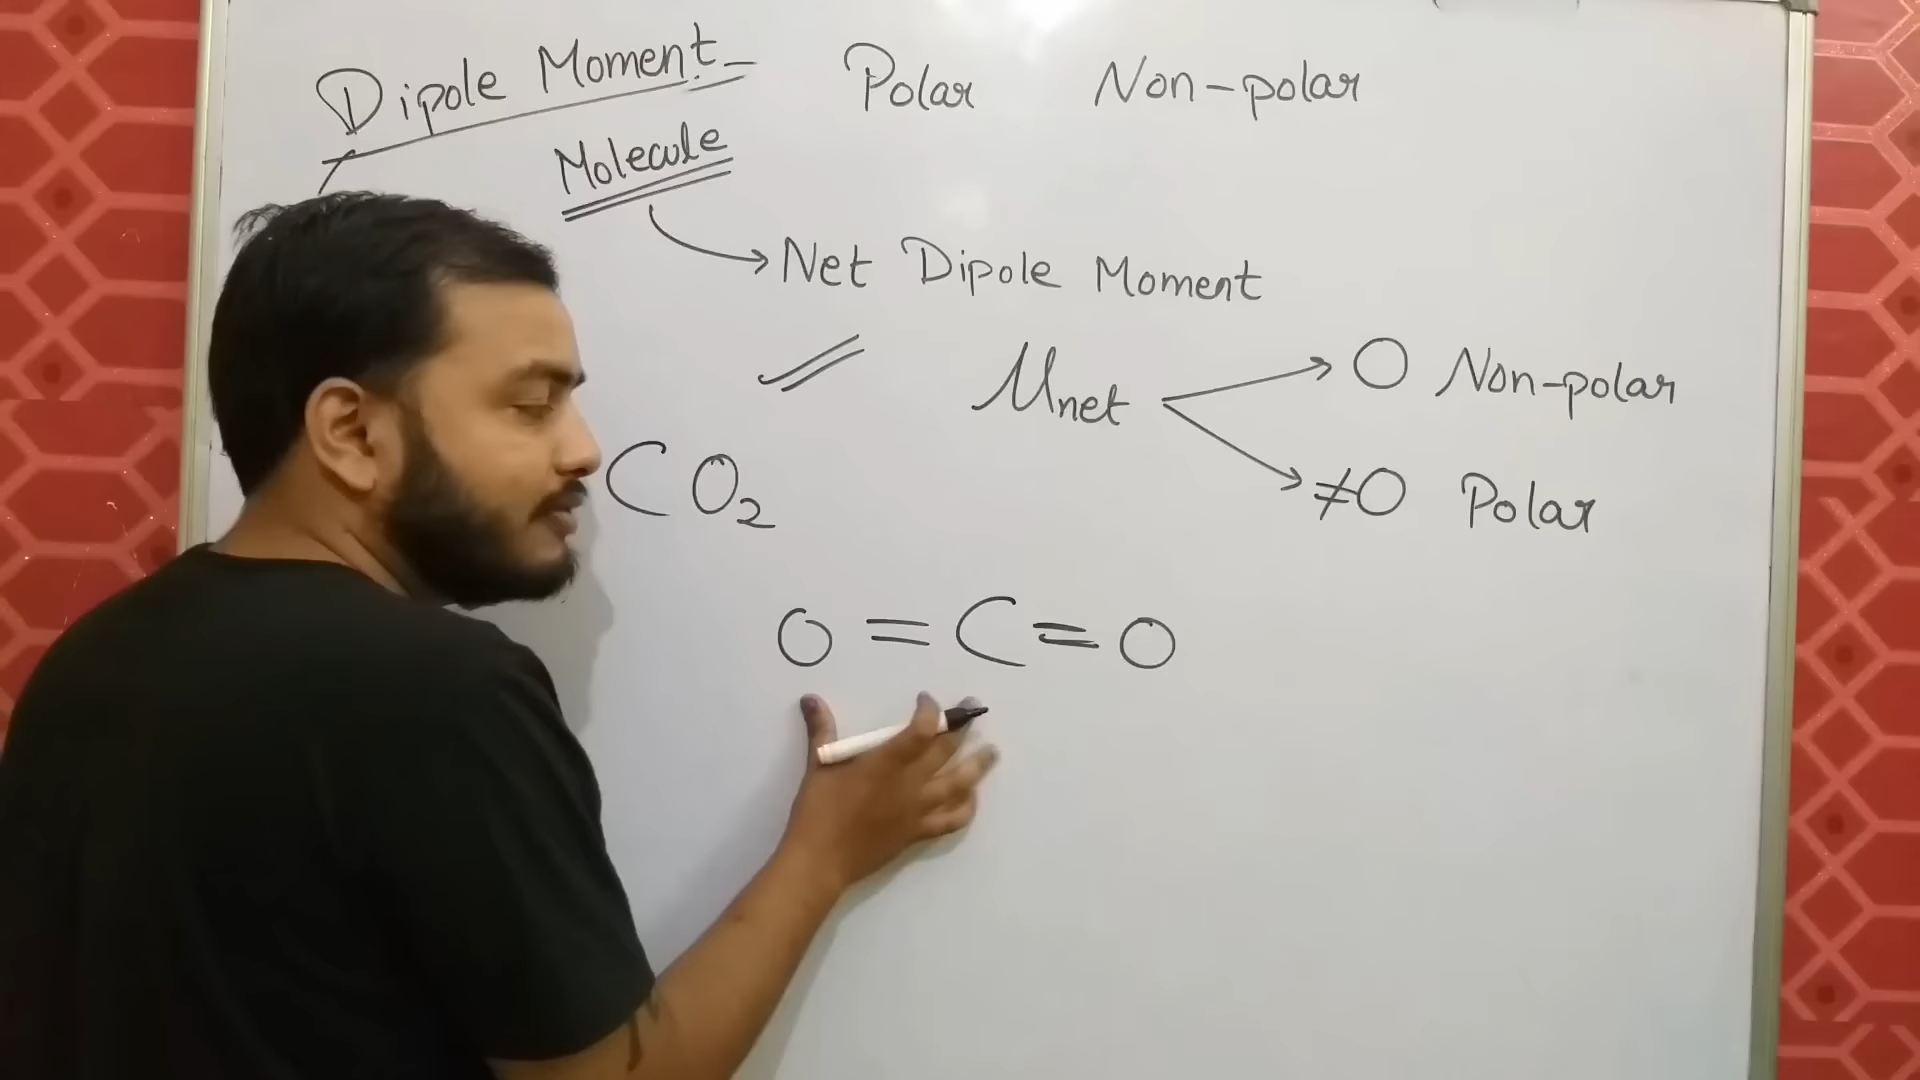 Dipole Moment Polar Non-polar
Molecule
Net Dipole Moment
μnet
0 Non-polar
≠0 Polar
CO₂
O=C=O